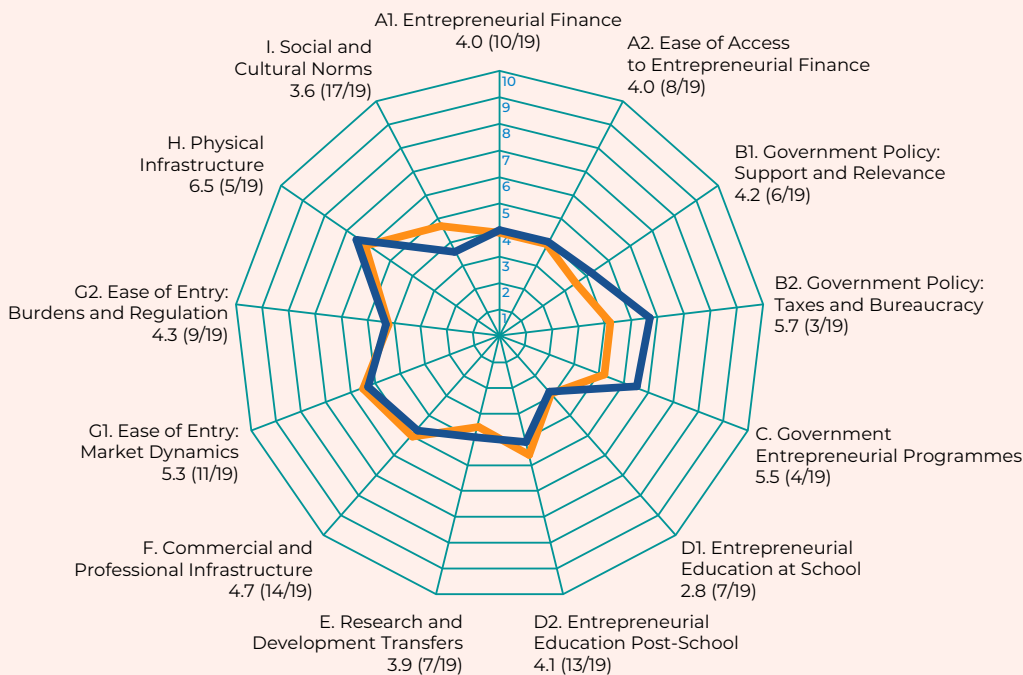 A1. Entrepreneurial Finance
4.0 (10/19)
A2. Ease of Access
to Entrepreneurial Finance
4.0 (8/19)
B1. Government Policy:
Support and Relevance
4.2 (6/19)
B2. Government Policy:
Taxes and Bureaucracy
5.7 (3/19)
C. Government
Entrepreneurial Programmes
5.5 (4/19)
D1. Entrepreneurial
Education at School
2.8 (7/19)
D2. Entrepreneurial
Education Post-School
4.1 (13/19)
E. Research and
Development Transfers
3.9 (7/19)
F. Commercial and
Professional Infrastructure
4.7 (14/19)
G1. Ease of Entry:
Market Dynamics
5.3 (11/19)
G2. Ease of Entry:
Burdens and Regulation
4.3 (9/19)
H. Physical
Infrastructure
6.5 (5/19)
I. Social and
Cultural Norms
3.6 (17/19)
10
9
8
7
6
5
4
3
2
1